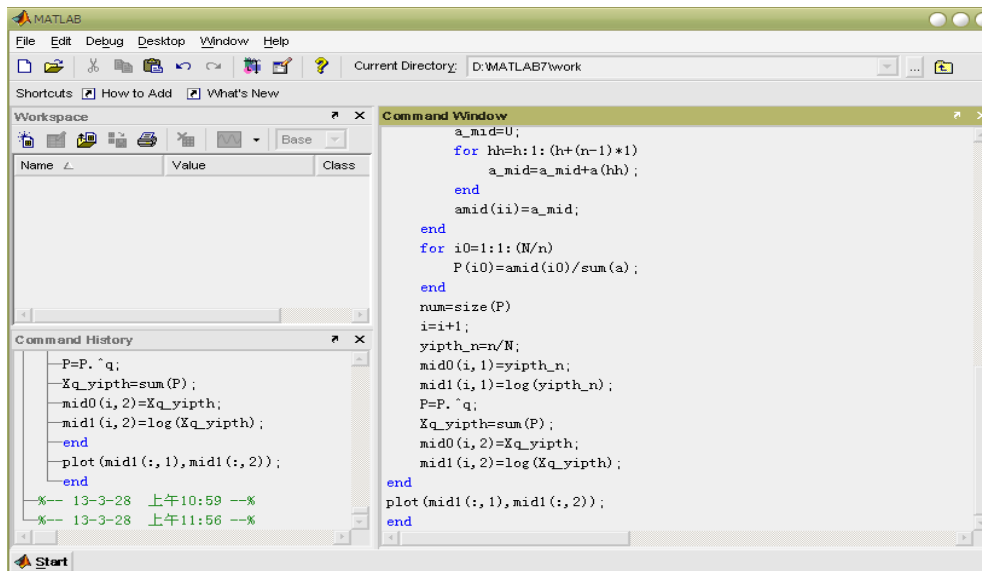 MATLAB
File Edit Debug Desktop Window Help
Current Directory: D:\MATLAB7\work
Shortcuts How to Add What's New
Workspace
Base
Name Value Class
Command History
P=P.^q;
Xq_yipth=sum(P);
mid0(i,2)=Xq_yipth;
mid1(i,2)=log(Xq_yipth);
end
plot(mid1(:,1),mid1(:,2));
end
%-- 13-3-28 上午10:59 --%
%-- 13-3-28 上午11:56 --%
Command Window
a_mid=0;
for hh=h:1:(h+(n-1)*1)
a_mid=a_mid+a(hh);
end
amid(ii)=a_mid;
end
for i0=1:1:(N/n)
P(i0)=amid(i0)/sum(a);
end
num=size(P)
i=i+1;
yipth_n=n/N;
mid0(i,1)=yipth_n;
mid1(i,1)=log(yipth_n);
P=P.^q;
Xq_yipth=sum(P);
mid0(i,2)=Xq_yipth;
mid1(i,2)=log(Xq_yipth);
end
plot(mid1(:,1),mid1(:,2));
end
Start